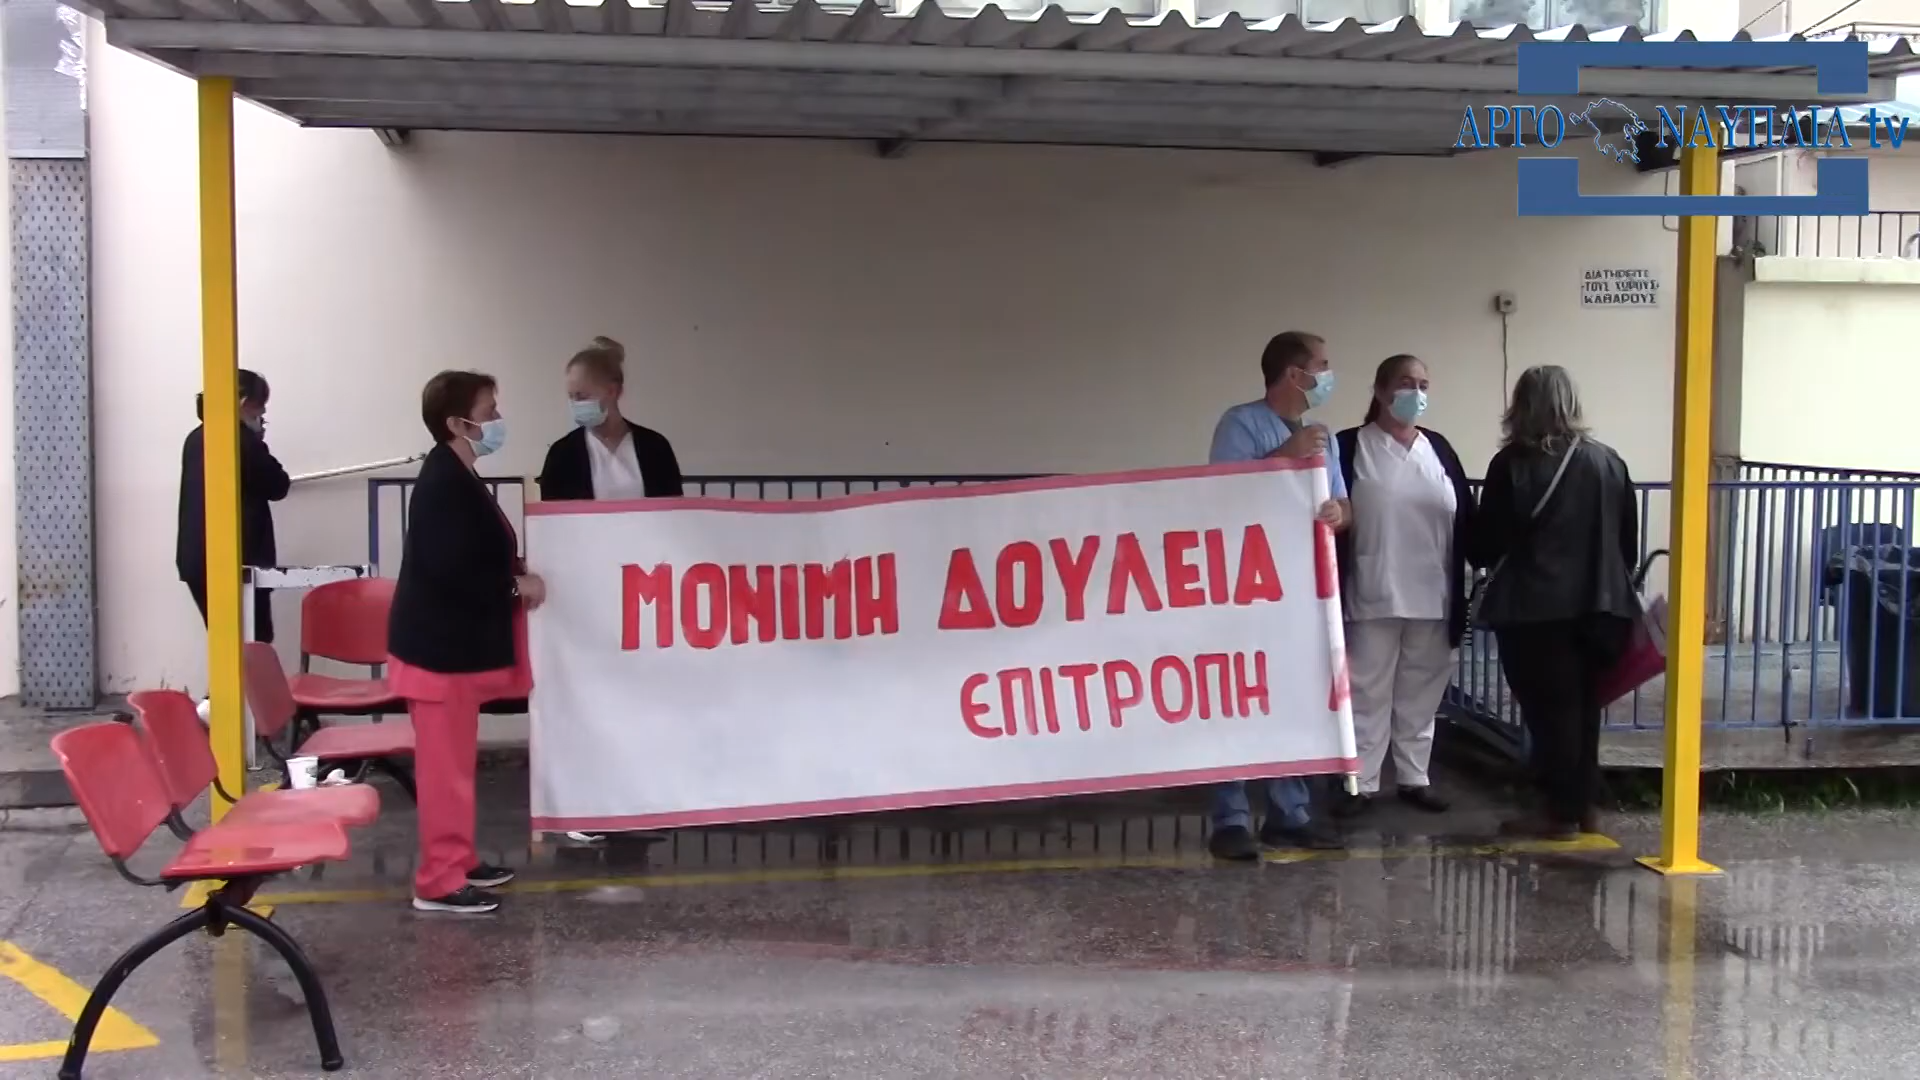 ΑΡΓΟ ΝΑΥΠΛΙΑ tv
ΔΙΑΤΗΡΕΙΤΕ
ΤΟΥΣ ΧΩΡΟΥΣ
ΚΑΘΑΡΟΥΣ
ΜΟΝΙΜΗ ΔΟΥΛΕΙΑ
ΕΠΙΤΡΟΠΗ